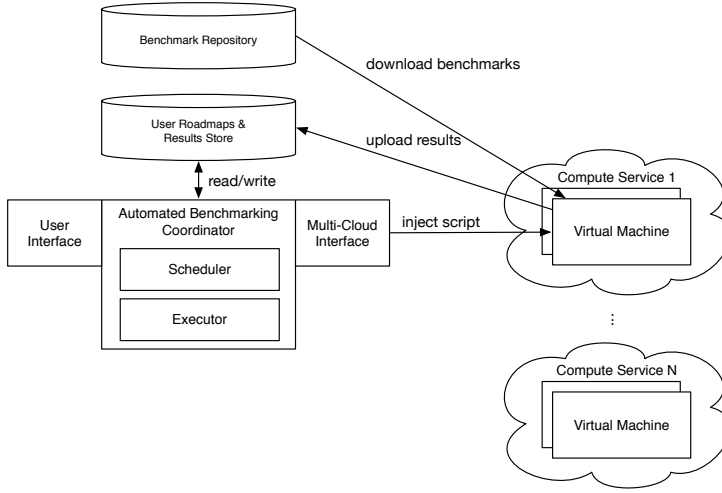 Benchmark Repository
download benchmarks
User Roadmaps &
Results Store
upload results
read/write
Compute Service 1
Virtual Machine
User
Interface
Automated Benchmarking
Coordinator
Multi-Cloud
Interface
inject script
Scheduler
Executor
...
Compute Service N
Virtual Machine